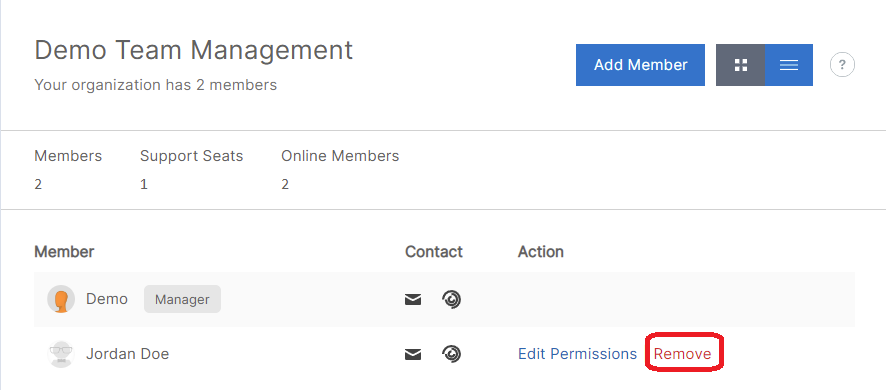 Demo Team Management
Your organization has 2 members
Add Member
?
Members Support Seats Online Members
2 1 2
Member Contact Action
Demo Manager
Jordan Doe Edit Permissions Remove